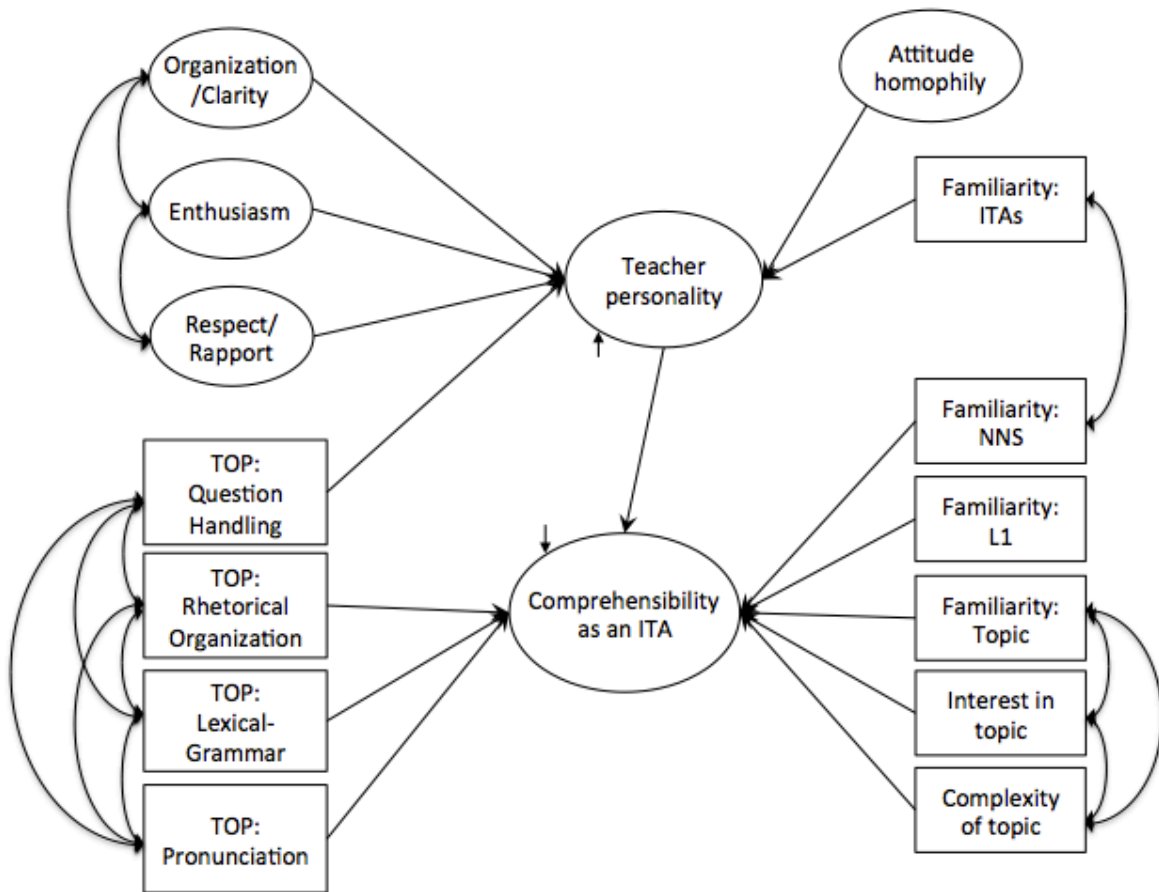 Organization
/Clarity
Enthusiasm
Respect/
Rapport
TOP:
Question
Handling
TOP:
Rhetorical
Organization
TOP:
Lexical-
Grammar
TOP:
Pronunciation
Teacher
personality
Comprehensibility
as an ITA
Attitude
homophily
Familiarity:
ITAs
Familiarity:
NNS
Familiarity:
L1
Familiarity:
Topic
Interest in
topic
Complexity
of topic